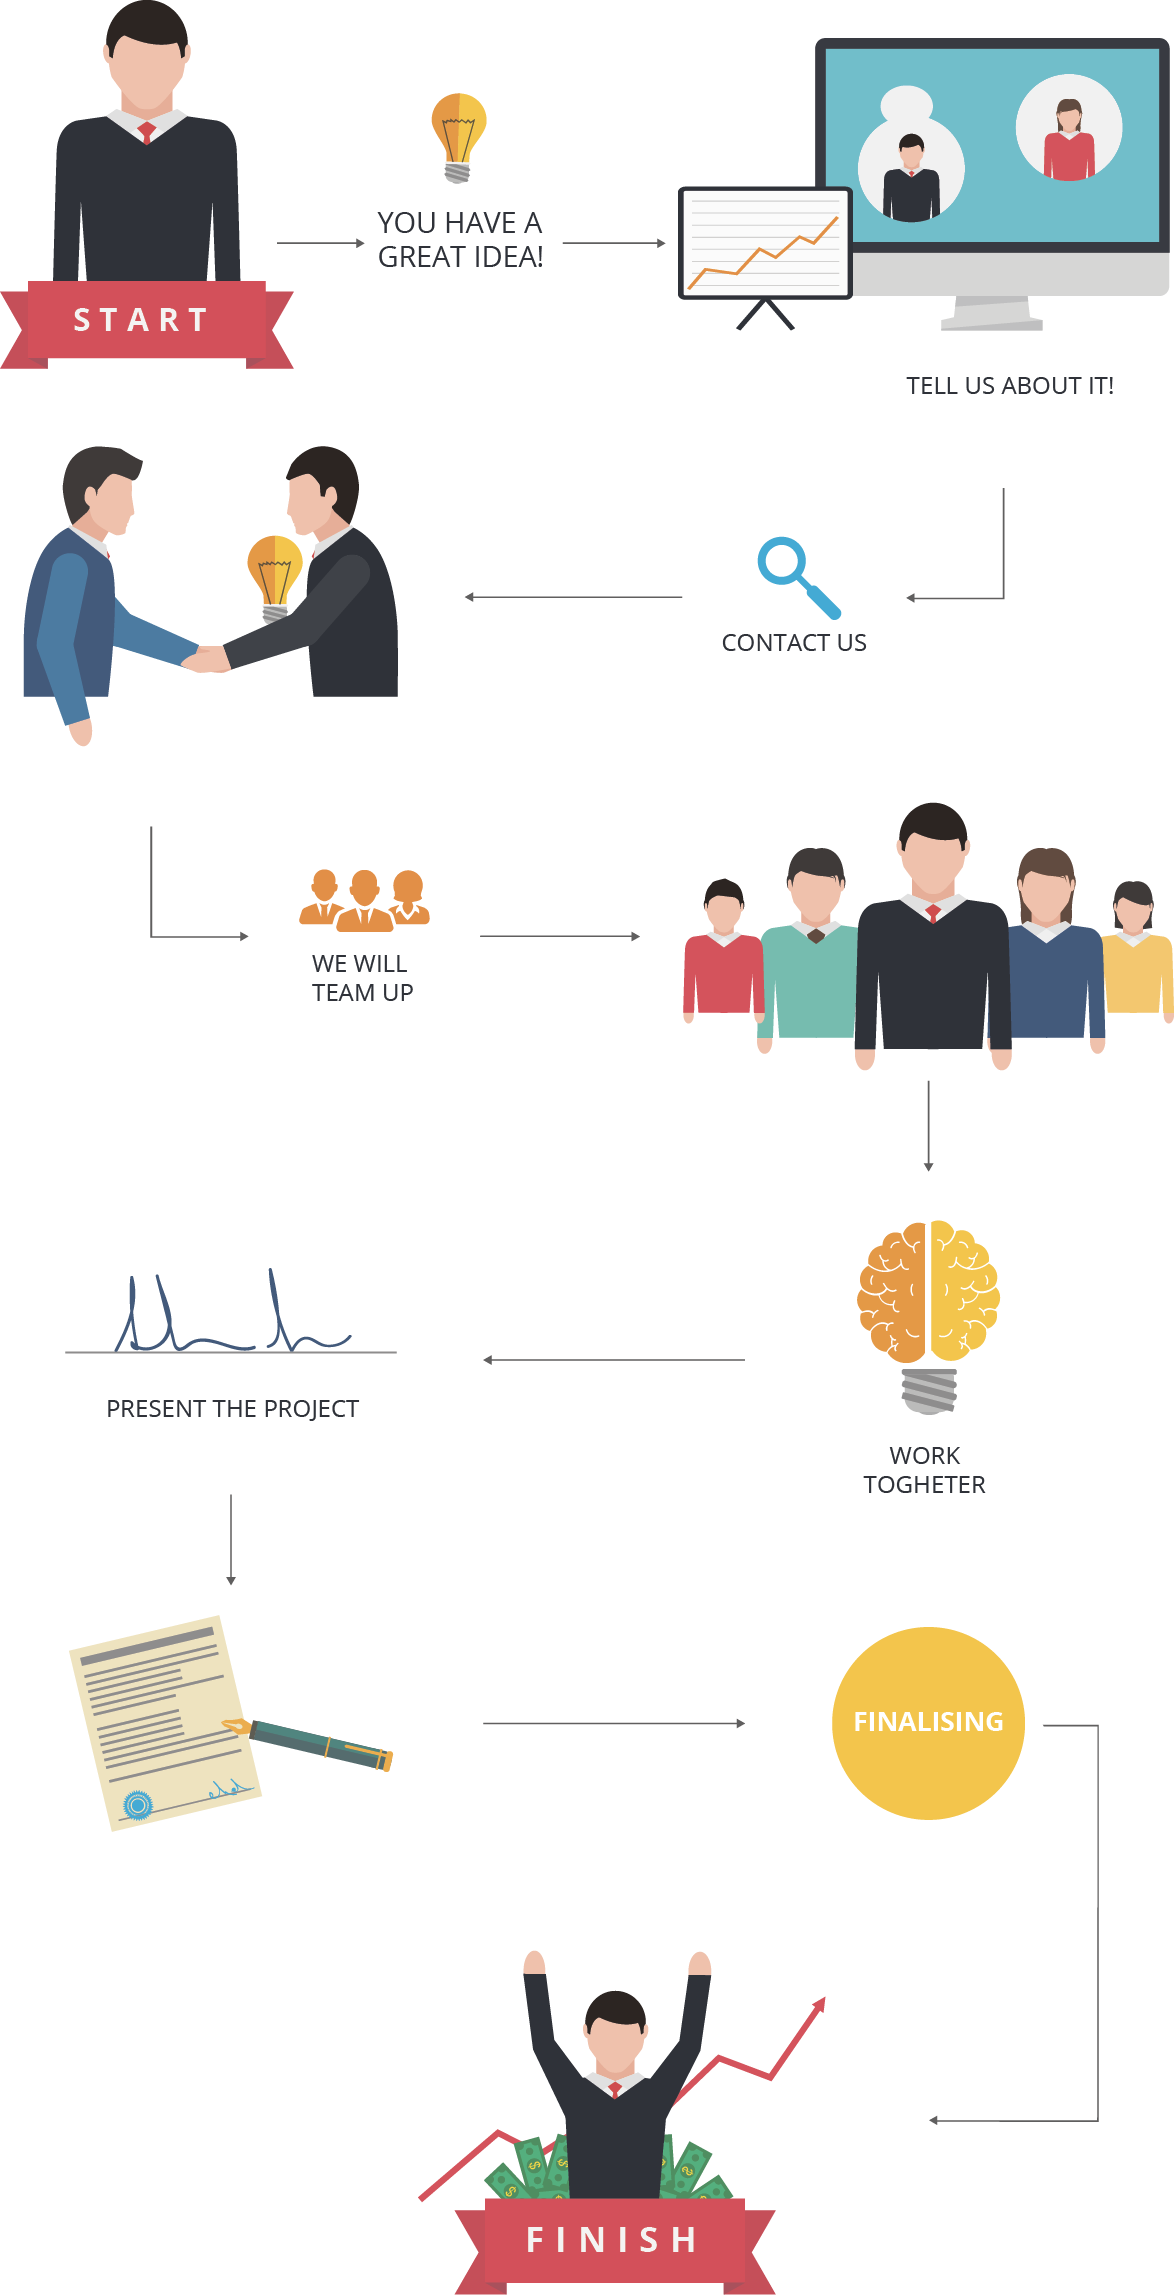 START
YOU HAVE A
GREAT IDEA!
TELL US ABOUT IT!
CONTACT US
WE WILL
TEAM UP
WORK
TOGHETER
PRESENT THE PROJECT
FINALISING
FINISH